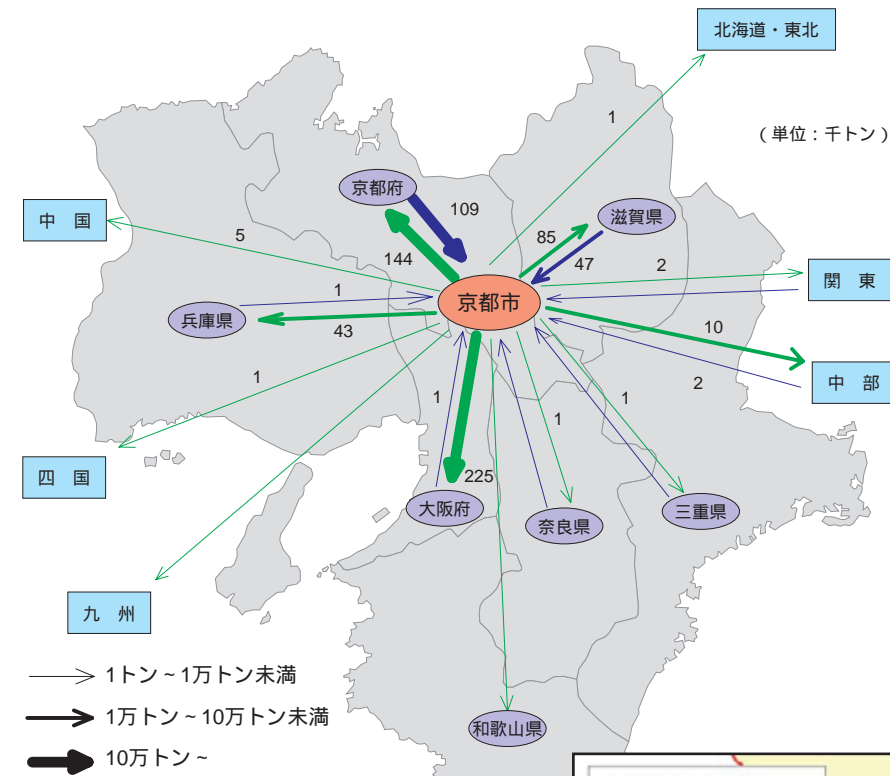 北海道・東北
1
（単位：千トン）
京都府
109
滋賀県
中 国
5
144
85
47
2
関 東
京都市
1
兵庫県
43
10
中 部
1
1
1
1
2
四 国
225
大阪府
奈良県
三重県
九 州
1トン～1万トン未満
1万トン～10万トン未満
10万トン～
和歌山県